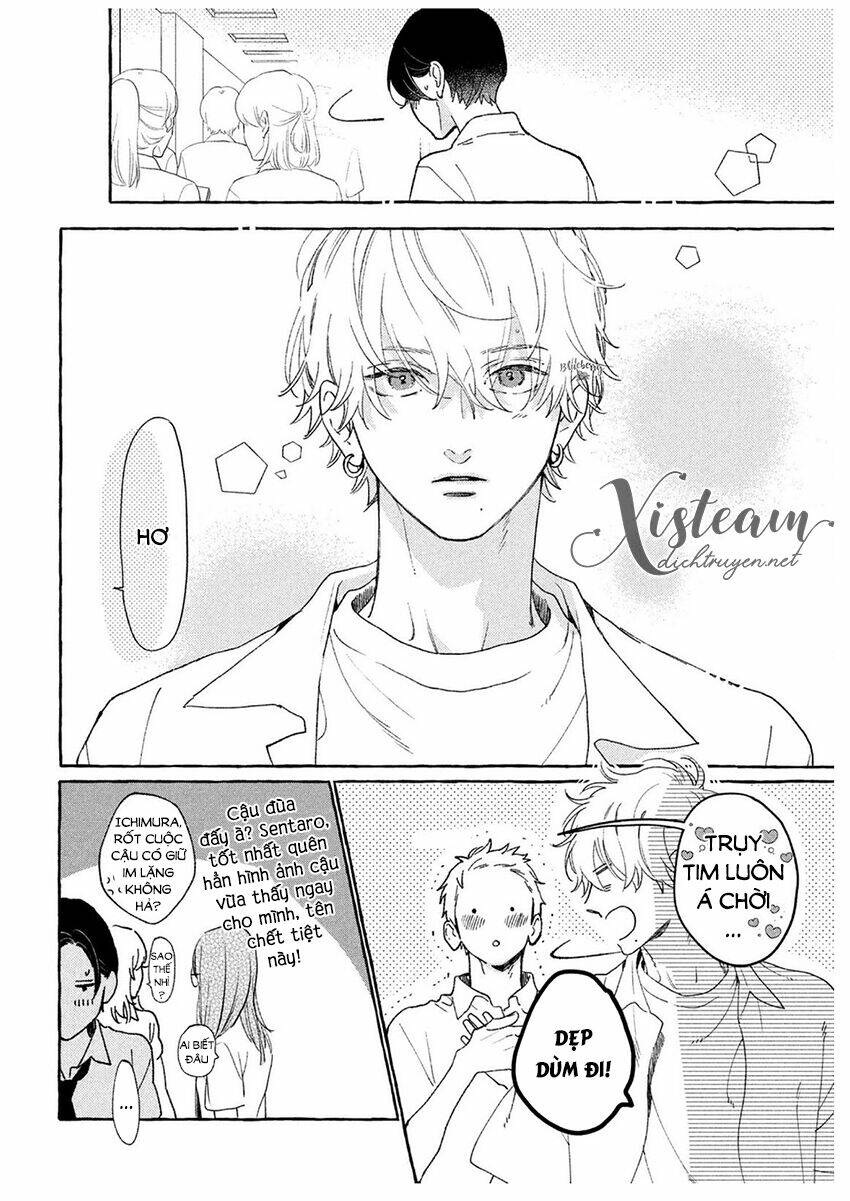 HƠ
Blueberry
Xisteam
dichtruyen.net
TRỤY
TIM LUÔN
Á CHỜI
...
DẸP
DÙM ĐI!
Cậu đùa
đấy à? Sentaro,
tốt nhất quên
hẳn hình ảnh cậu
vừa thấy ngay
cho mình, tên
chết tiệt
này!
ICHIMURA,
RỐT CUỘC
CẬU CÓ GIỮ
IM LẶNG
KHÔNG
HẢ?
SAO
THẾ
NHỈ
?
AI BIẾT
ĐÂU
...